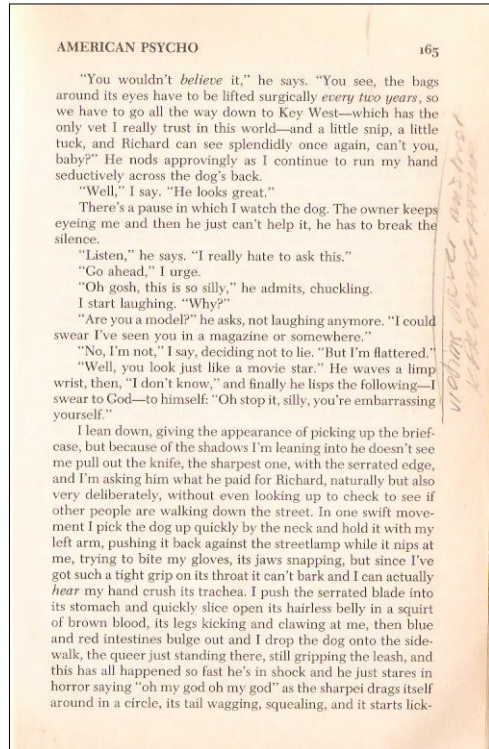 AMERICAN PSYCHO 165
“You wouldn’t believe it,” he says. “You see, the bags
around its eyes have to be lifted surgically every two years, so
we have to go all the way down to Key West—which has the
only vet I really trust in this world—and a little snip, a little
tuck, and Richard can see splendidly once again, can’t you,
baby?” He nods approvingly as I continue to run my hand
seductively across the dog’s back.
“Well,” I say. “He looks great.”
There’s a pause in which I watch the dog. The owner keeps
eyeing me and then he just can’t help it, he has to break the
silence.
“Listen,” he says. “I really hate to ask this.”
“Go ahead,” I urge.
“Oh gosh, this is so silly,” he admits, chuckling.
I start laughing. “Why?”
“Are you a model?” he asks, not laughing anymore. “I could
swear I’ve seen you in a magazine or somewhere.”
“No, I’m not,” I say, deciding not to lie. “But I’m flattered.”
“Well, you look just like a movie star.” He waves a limp
wrist, then, “I don’t know,” and finally he lisps the following—I
swear to God—to himself: “Oh stop it, silly, you’re embarrassing
yourself.”
I lean down, giving the appearance of picking up the brief-
case, but because of the shadows I’m leaning into he doesn’t see
me pull out the knife, the sharpest one, with the serrated edge,
and I’m asking him what he paid for Richard, naturally but also
very deliberately, without even looking up to check to see if
other people are walking down the street. In one swift move-
ment I pick the dog up quickly by the neck and hold it with my
left arm, pushing it back against the streetlamp while it nips at
me, trying to bite my gloves, its jaws snapping, but since I’ve
got such a tight grip on its throat it can’t bark and I can actually
hear my hand crush its trachea. I push the serrated blade into
its stomach and quickly slice open its hairless belly in a squirt
of brown blood, its legs kicking and clawing at me, then blue
and red intestines bulge out and I drop the dog onto the side-
walk, the queer just standing there, still gripping the leash, and
this has all happened so fast he’s in shock and he just stares in
horror saying “oh my god oh my god” as the sharpei drags itself
around in a circle, its tail wagging, squealing, and it starts lick-
victims never